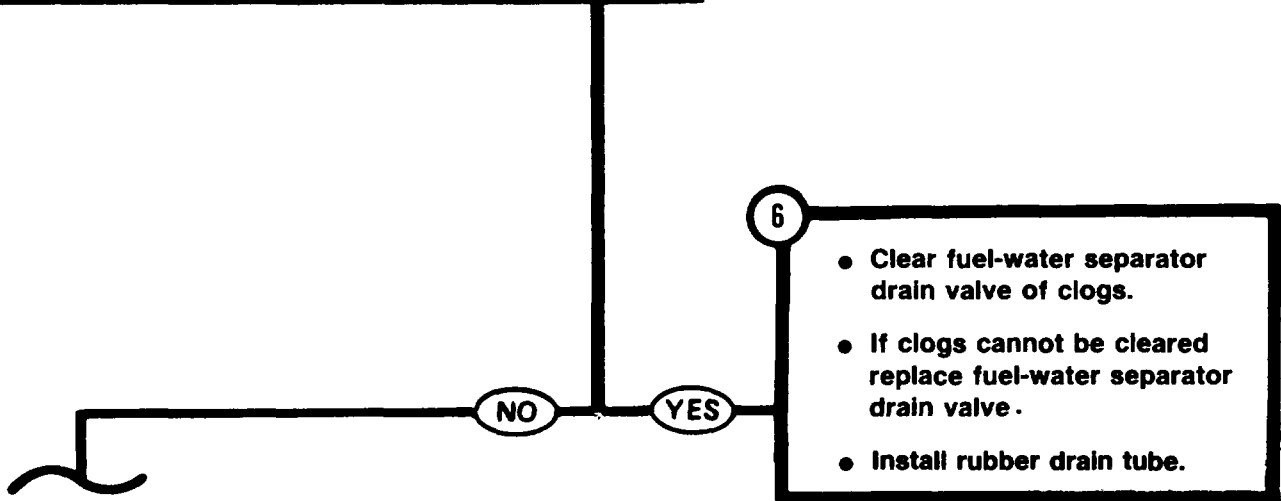 6
● Clear fuel-water separator
drain valve of clogs.
● If clogs cannot be cleared
replace fuel-water separator
drain valve.
● Install rubber drain tube.
NO
YES